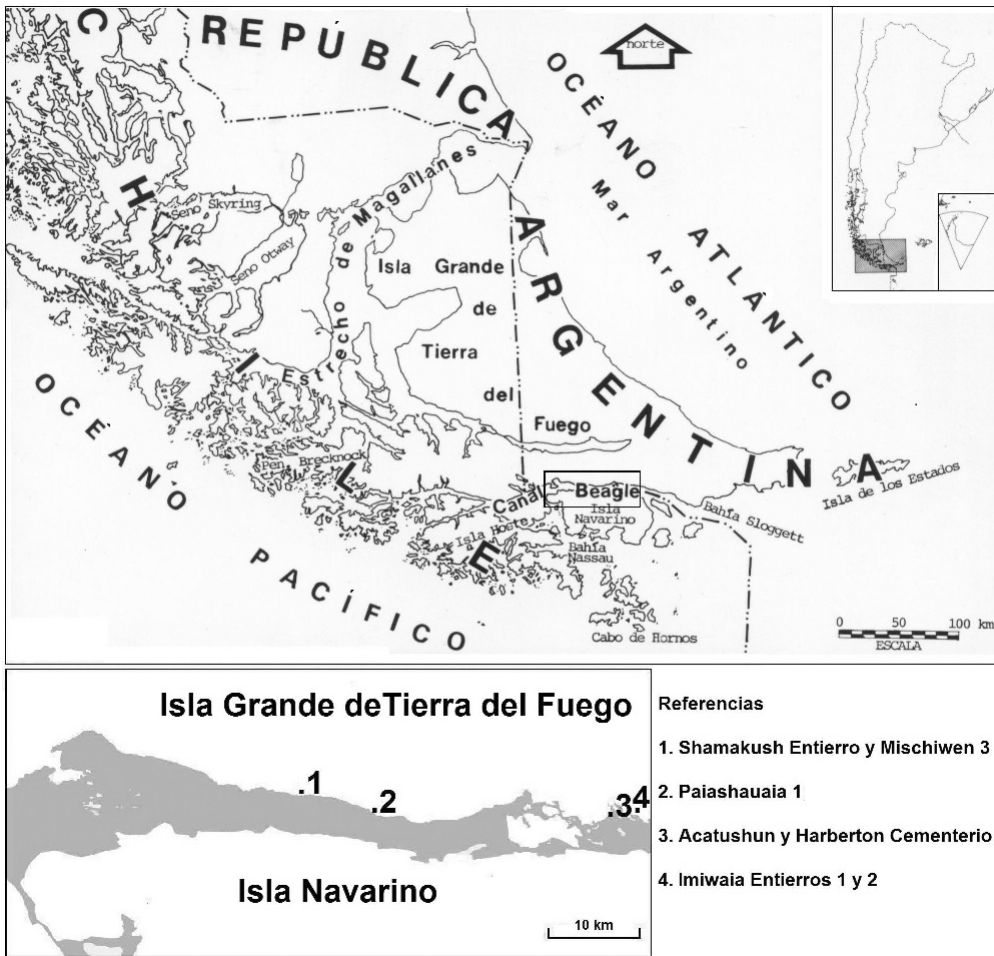 REPÚBLICA
ARGENTINA
CHILE
norte
OCÉANO ATLÁNTICO
Mar Argentino
Estrecho de Magallanes
Seno Skyring
Seno Otway
Isla Grande
de
Tierra
del
Fuego
OCÉANO PACÍFICO
Pen. Brecknock
Canal Beagle
Isla Hoste
Isla
Navarino
Bahía
Nassau
Bahía Sloggett
Isla de los Estados
Cabo de Hornos
0 50 100 km
ESCALA
Isla Grande deTierra del Fuego
.1
.2
.3
.4
Isla Navarino
10 km
Referencias
1. Shamakush Entierro y Mischiwen 3
2. Paiashauaia 1
3. Acatushun y Harberton Cementerio
4. Imiwaia Entierros 1 y 2